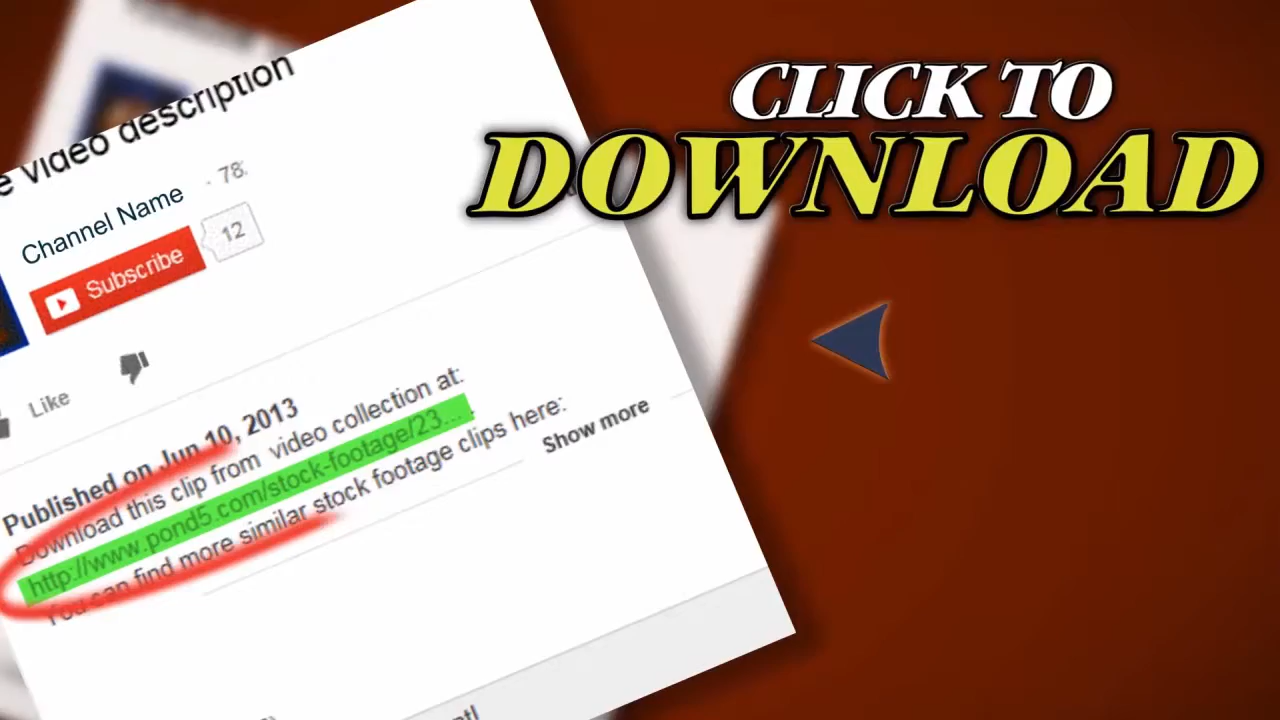 CLICK TO
DOWNLOAD
video description
Channel Name
78
Subscribe
12
Like
Published on Jun 10, 2013
Download this clip from video collection at:
http://www.pond5.com/stock-footage/23...
You can find more similar stock footage clips here:
Show more